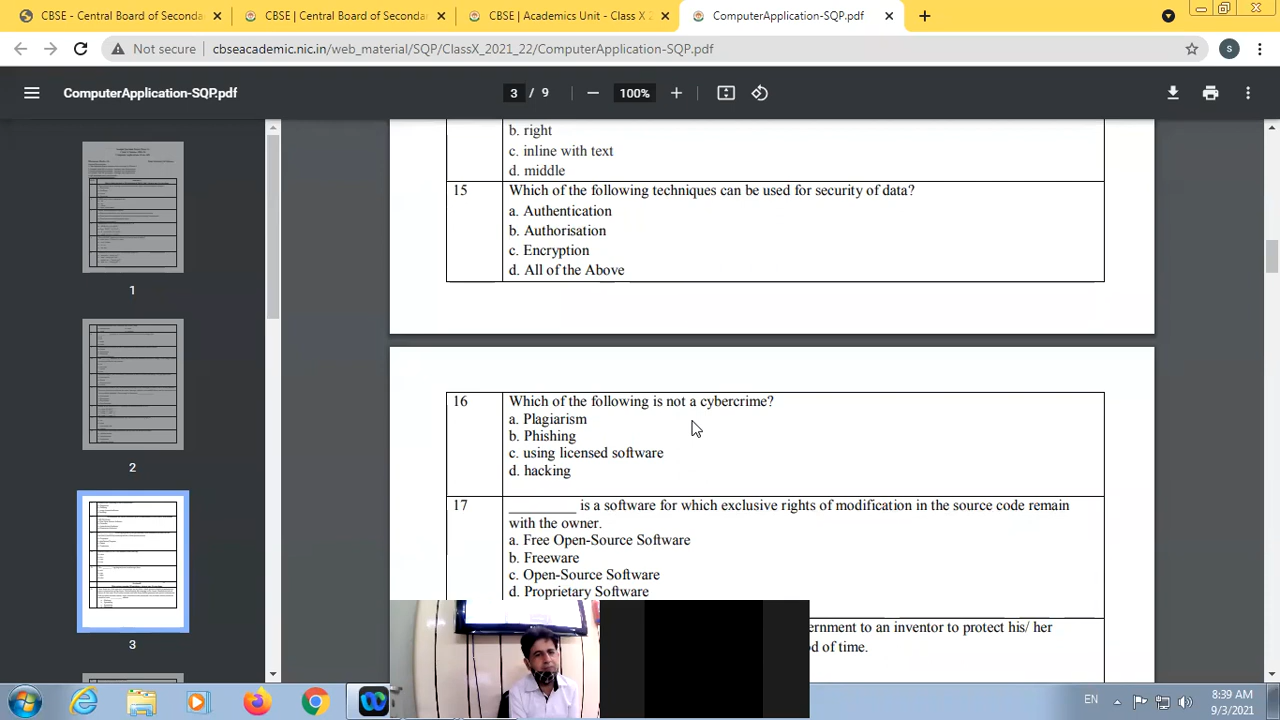 CBSE - Central Board of Seconda
CBSE | Central Board of Seconda
CBSE | Academics Unit - Class X 2
ComputerApplication-SQP.pdf
Not secure
cbseacademic.nic.in/web_material/SQP/ClassX_2021_22/ComputerApplication-SQP.pdf
S
ComputerApplication-SQP.pdf
3 / 9
100%
b. right
c. inline with text
d. middle
15 Which of the following techniques can be used for security of data?
a. Authentication
b. Authorisation
c. Encryption
d. All of the Above
1
2
3
16 Which of the following is not a cybercrime?
a. Plagiarism
b. Phishing
c. using licensed software
d. hacking
17 _________ is a software for which exclusive rights of modification in the source code remain
with the owner.
a. Free Open-Source Software
b. Freeware
c. Open-Source Software
d. Proprietary Software
ernment to an inventor to protect his/ her
od of time.
EN
8:39 AM
9/3/2021